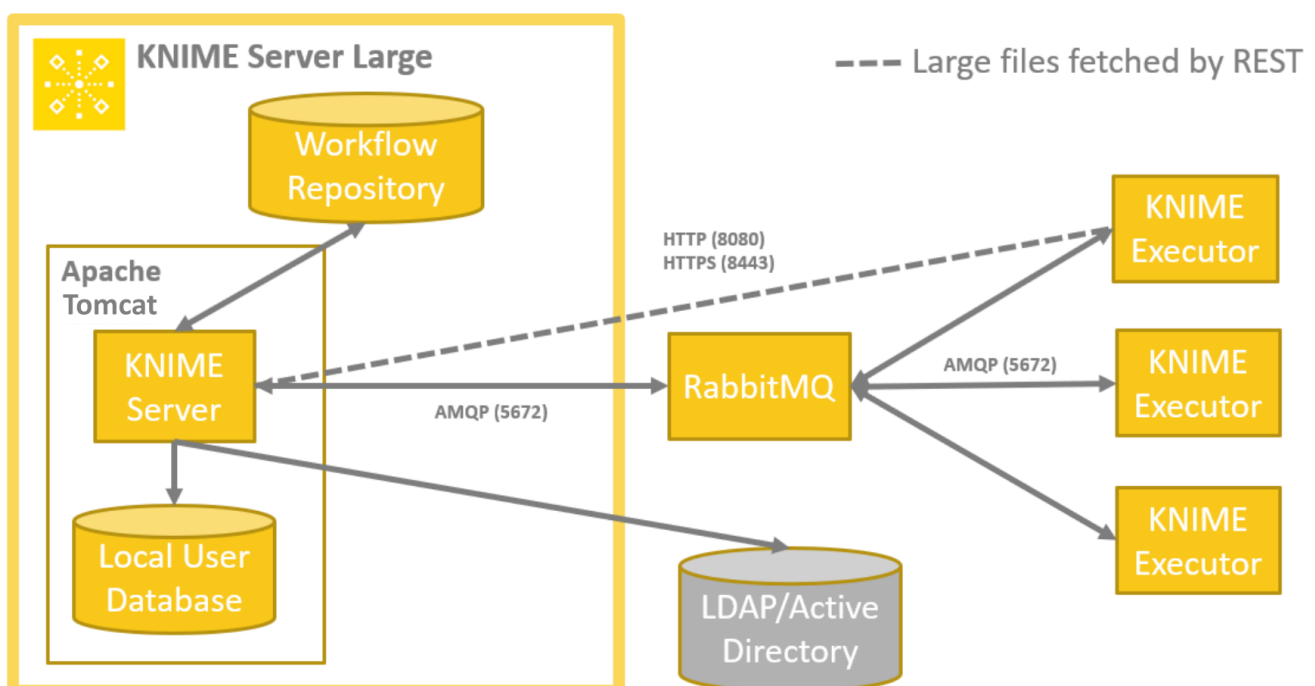 KNIME Server Large
Large files fetched by REST
Workflow
Repository
KNIME
Executor
HTTP (8080)
HTTPS (8443)
Apache
Tomcat
KNIME
Server
AMQP (5672)
RabbitMQ
AMQP (5672)
KNIME
Executor
KNIME
Executor
Local User
Database
LDAP/Active
Directory